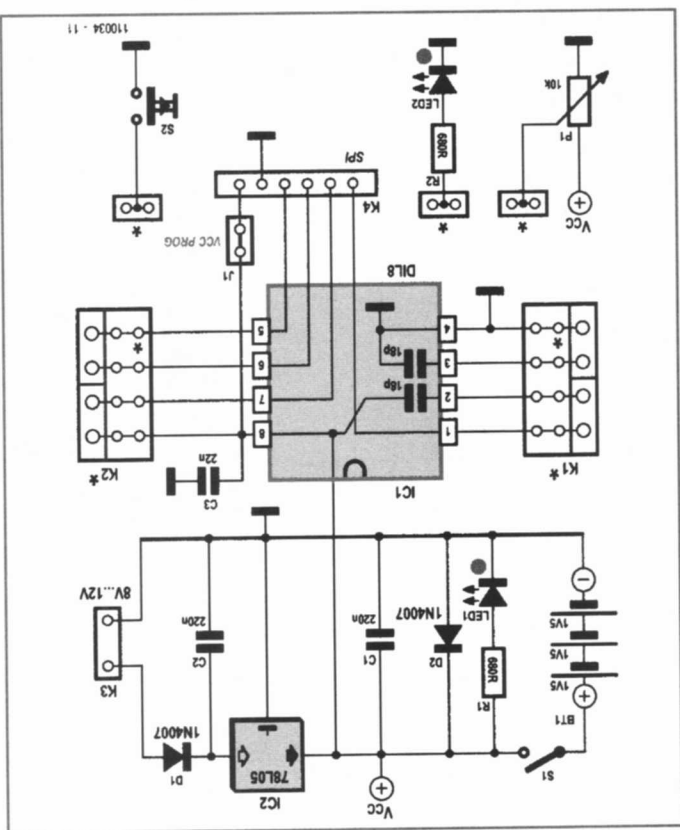 VCC
+
S1
IC2
78L05
D1
1N4007
K3
8V...12V
BT1
+
1V5
1V5
1V5
−
R1
680R
LED1
D2
1N4007
C1
220n
C2
220n
IC1
C3
22n
K1
*
*
1
2
3
4
18p
18p
8
7
6
5
K2
*
*
DIL8
J1
VCC PROG
K4
SPI
VCC
+
P1
10k
*
*
R2
680R
LED2
*
S2
110034 - 11